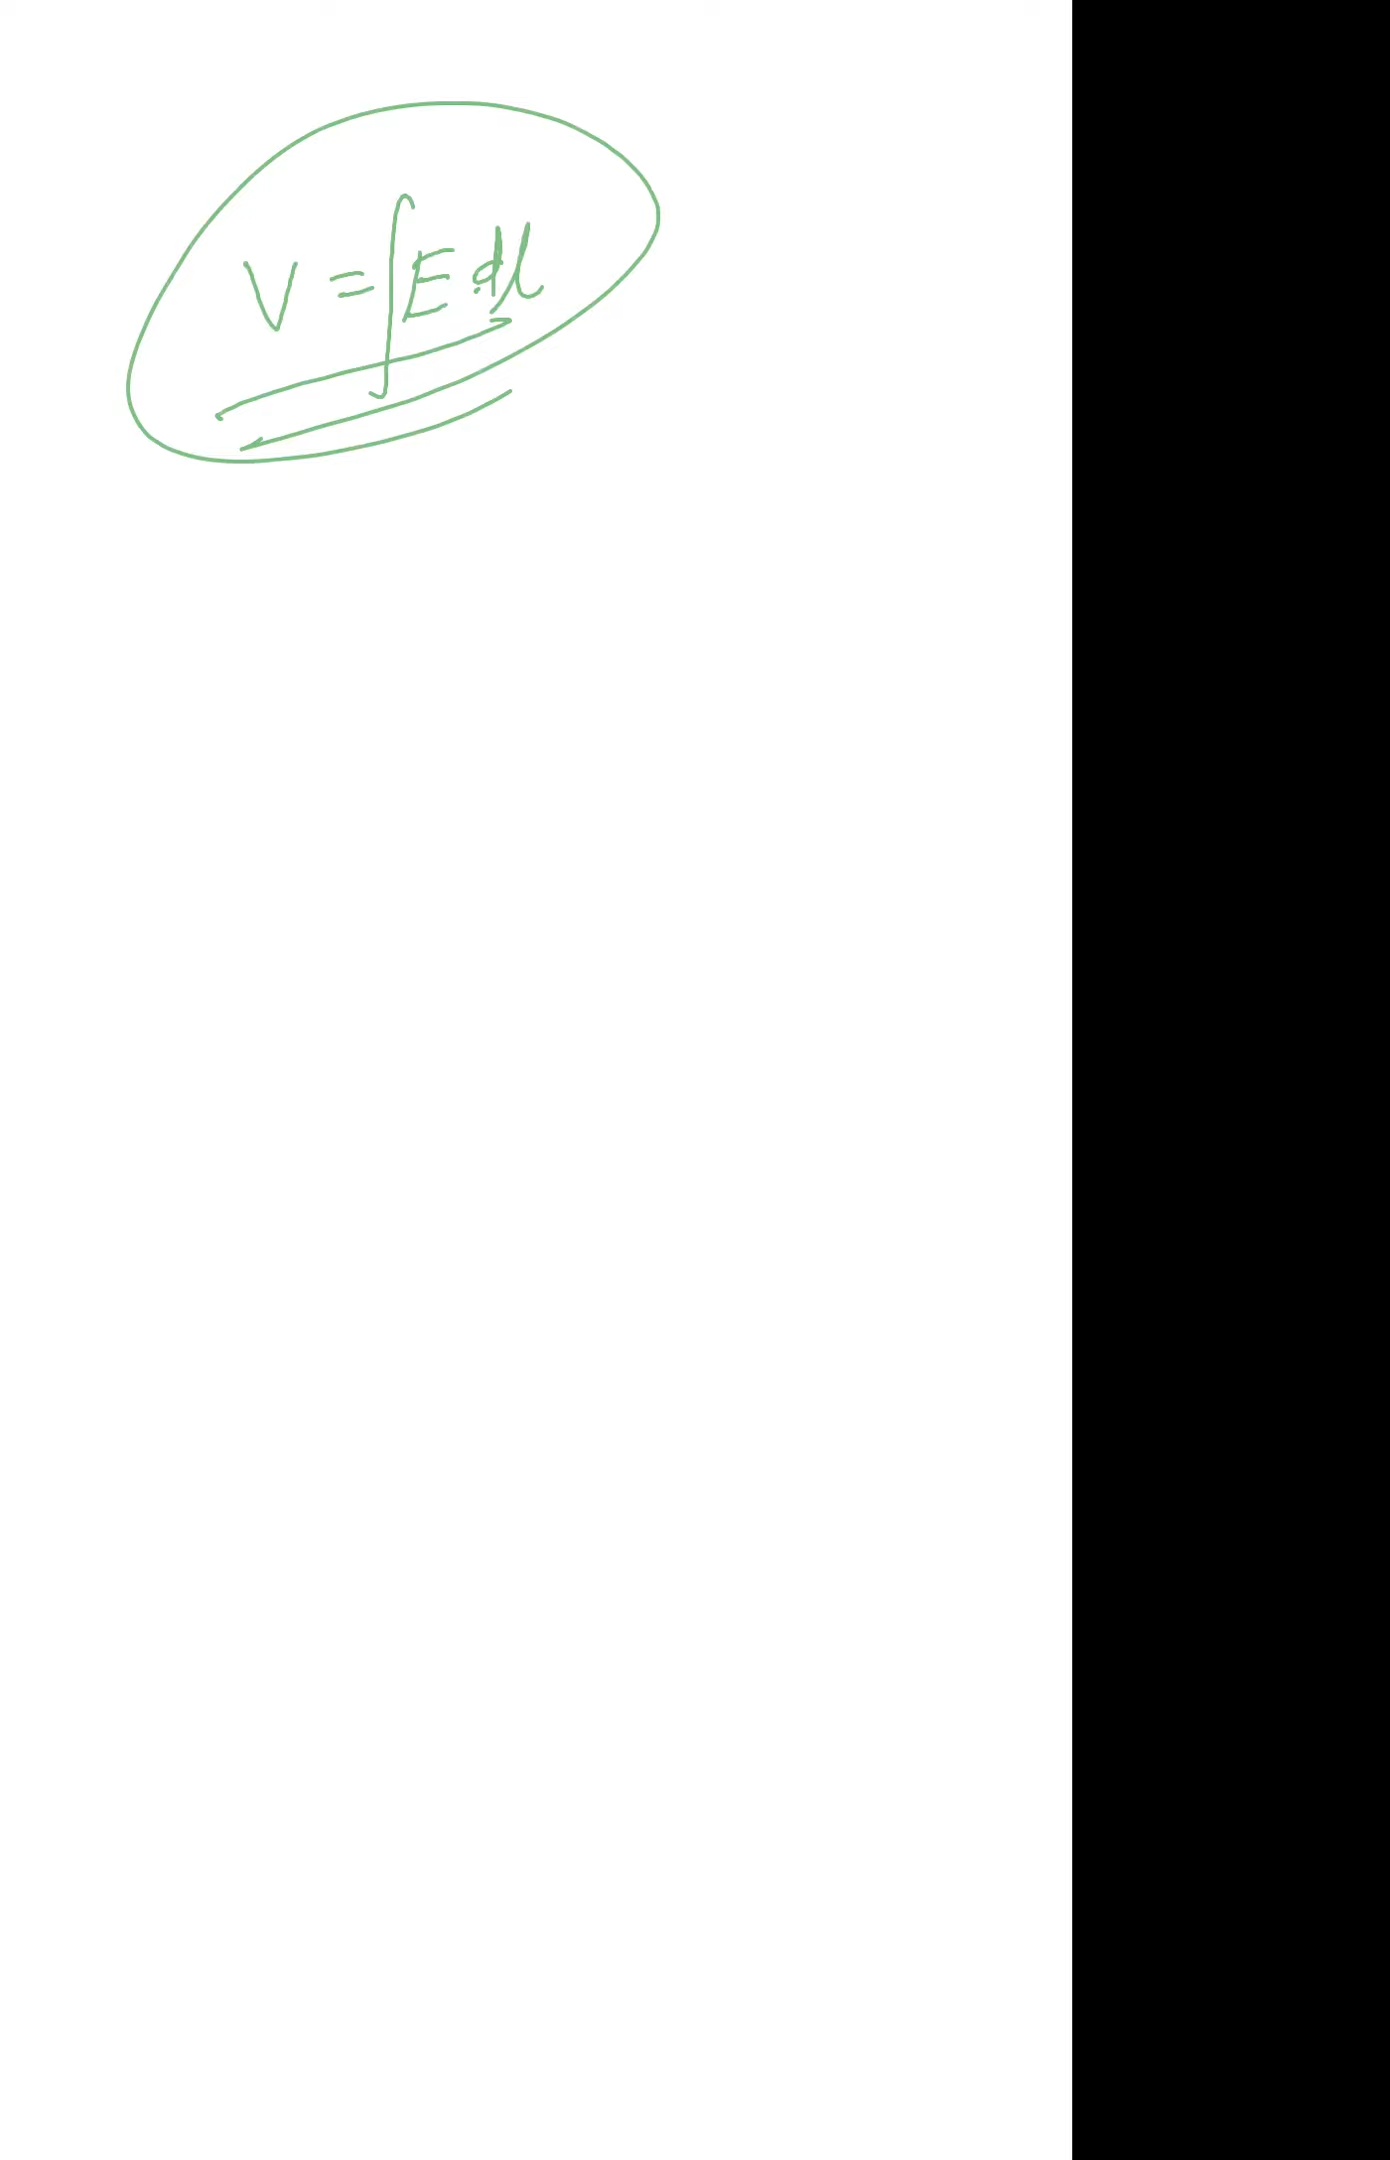 V = ∫ E · dl